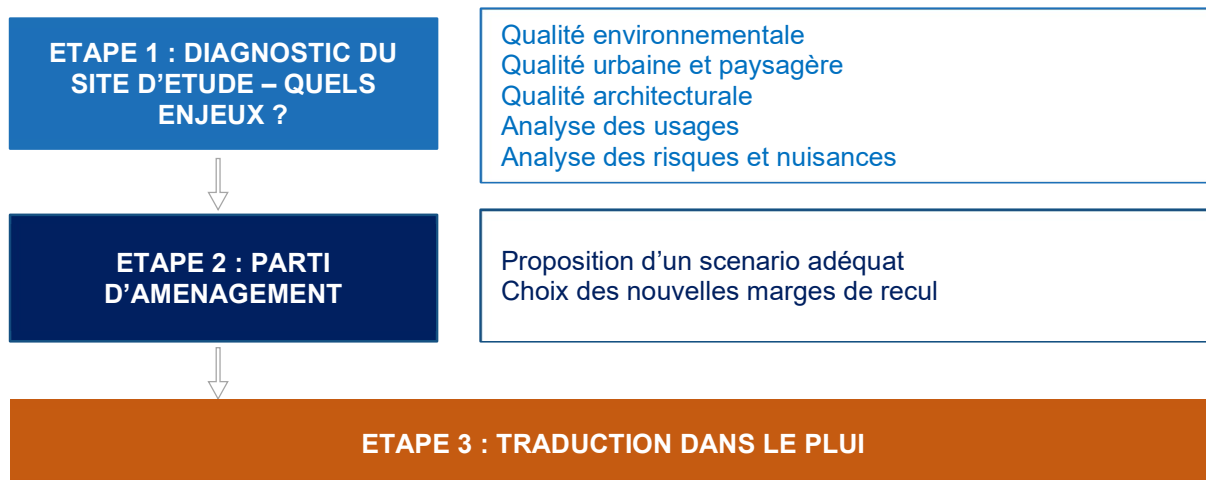 ETAPE 1 : DIAGNOSTIC DU
SITE D’ETUDE – QUELS
ENJEUX ?
Qualité environnementale
Qualité urbaine et paysagère
Qualité architecturale
Analyse des usages
Analyse des risques et nuisances
ETAPE 2 : PARTI
D’AMENAGEMENT
Proposition d’un scenario adéquat
Choix des nouvelles marges de recul
ETAPE 3 : TRADUCTION DANS LE PLUI